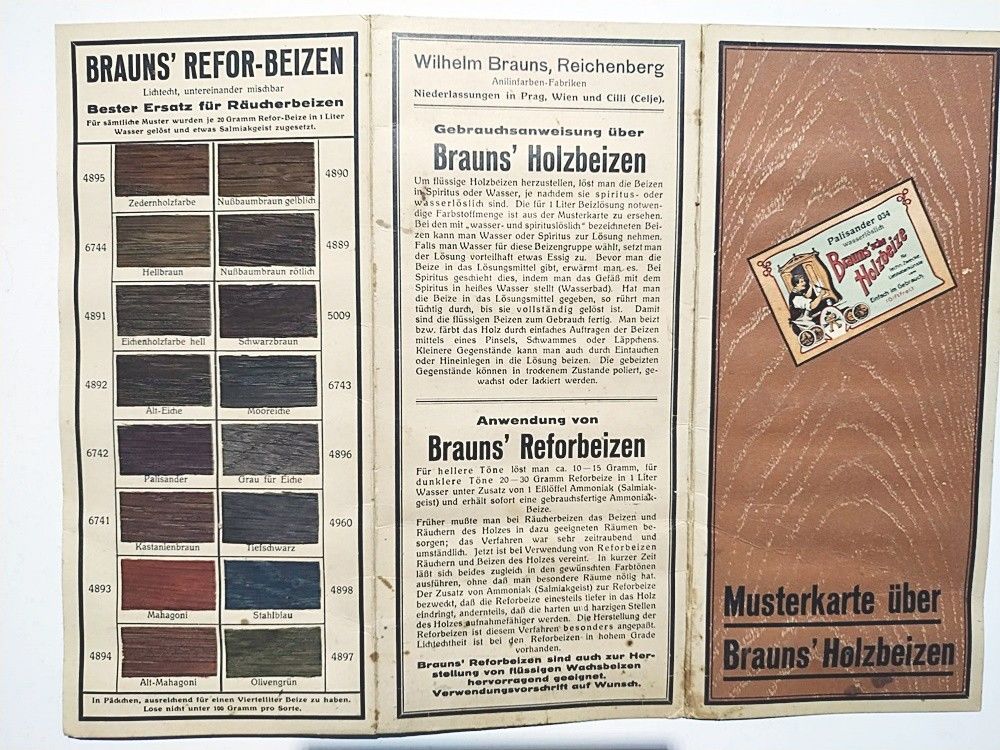 BRAUNS' REFOR-BEIZEN
Lichtecht, untereinander mischbar
Bester Ersatz für Räucherbeizen
Für sämtliche Muster wurden je 20 Gramm Refor-Beize in 1 Liter
Wasser gelöst und etwas Salmiakgeist zugesetzt.
4895
4890
Zedernholzfarbe
Nußbaumbraun gelblich
6744
4889
Hellbraun
Nußbaumbraun rötlich
4891
5009
Eichenholzfarbe hell
Schwarzbraun
4892
6743
Alt-Eiche
Mooreiche
6742
4896
Palisander
Grau für Eiche
6741
4960
Kastanienbraun
Tiefschwarz
4893
4898
Mahagoni
Stahlblau
4894
4897
Alt-Mahagoni
Olivengrün
In Päckchen, ausreichend für einen Viertelliter Beize zu haben.
Lose nicht unter 100 Gramm pro Sorte.
Wilhelm Brauns, Reichenberg
Anilinfarben-Fabriken
Niederlassungen in Prag, Wien und Cilli (Celje).
Gebrauchsanweisung über
Brauns' Holzbeizen
Um flüssige Holzbeizen herzustellen, löst man die Beizen
in Spiritus oder Wasser, je nachdem sie spiritus- oder
wasserlöslich sind. Die für 1 Liter Beizlösung notwen-
dige Farbstoffmenge ist aus der Musterkarte zu ersehen.
Bei den mit „wasser- und spirituslöslich" bezeichneten Bei-
zen kann man Wasser oder Spiritus zur Lösung nehmen.
Falls man Wasser für diese Beizengruppe wählt, setzt man
der Lösung vorteilhaft etwas Essig zu. Bevor man die
Beize in das Lösungsmittel gibt, erwärmt man es. Bei
Spiritus geschieht dies, indem man das Gefäß mit dem
Spiritus in heißes Wasser stellt (Wasserbad). Hat man
die Beize in das Lösungsmittel gegeben, so rührt man
tüchtig durch, bis sie vollständig gelöst ist. Damit
sind die flüssigen Beizen zum Gebrauch fertig. Man beizt
bzw. färbt das Holz durch einfaches Auftragen der Beizen
mittels eines Pinsels, Schwammes oder Läppchens.
Kleinere Gegenstände kann man auch durch Eintauchen
oder Hineinlegen in die Lösung beizen. Die gebeizten
Gegenstände können in trockenem Zustande poliert, ge-
wachst oder lackiert werden.
Anwendung von
Brauns' Reforbeizen
Für hellere Töne löst man ca. 10—15 Gramm, für
dunklere Töne 20—30 Gramm Reforbeize in 1 Liter
Wasser unter Zusatz von 1 Eßlöffel Ammoniak (Salmiak-
geist) und erhält sofort eine gebrauchsfertige Ammoniak-
Beize.
Früher mußte man bei Räucherbeizen das Beizen und
Räuchern des Holzes in dazu geeigneten Räumen be-
sorgen; das Verfahren war sehr zeitraubend und
umständlich. Jetzt ist bei Verwendung von Reforbeizen
Räuchern und Beizen des Holzes vereint. In kurzer Zeit
läßt sich beides zugleich in den gewünschten Farbtönen
ausführen, ohne daß man besondere Räume nötig hat.
Der Zusatz von Ammoniak (Salmiakgeist) zur Reforbeize
bezweckt, daß die Reforbeize einesteils tiefer in das Holz
eindringt, andernteils, daß die harten und harzigen Stellen
des Holzes aufnahmefähiger werden. Die Herstellung der
Reforbeizen ist diesem Verfahren besonders angepaßt.
Lichtechtheit ist bei den Reforbeizen in hohem Grade
vorhanden.
Brauns' Reforbeizen sind auch zur Her-
stellung von flüssigen Wachsbeizen
hervorragend geeignet.
Verwendungsvorschrift auf Wunsch.
Palisander 034
wasserlöslich
Brauns'sche
Holzbeize
für
Einfach im Gebrauch
Giftfrei!
Musterkarte über
Brauns' Holzbeizen